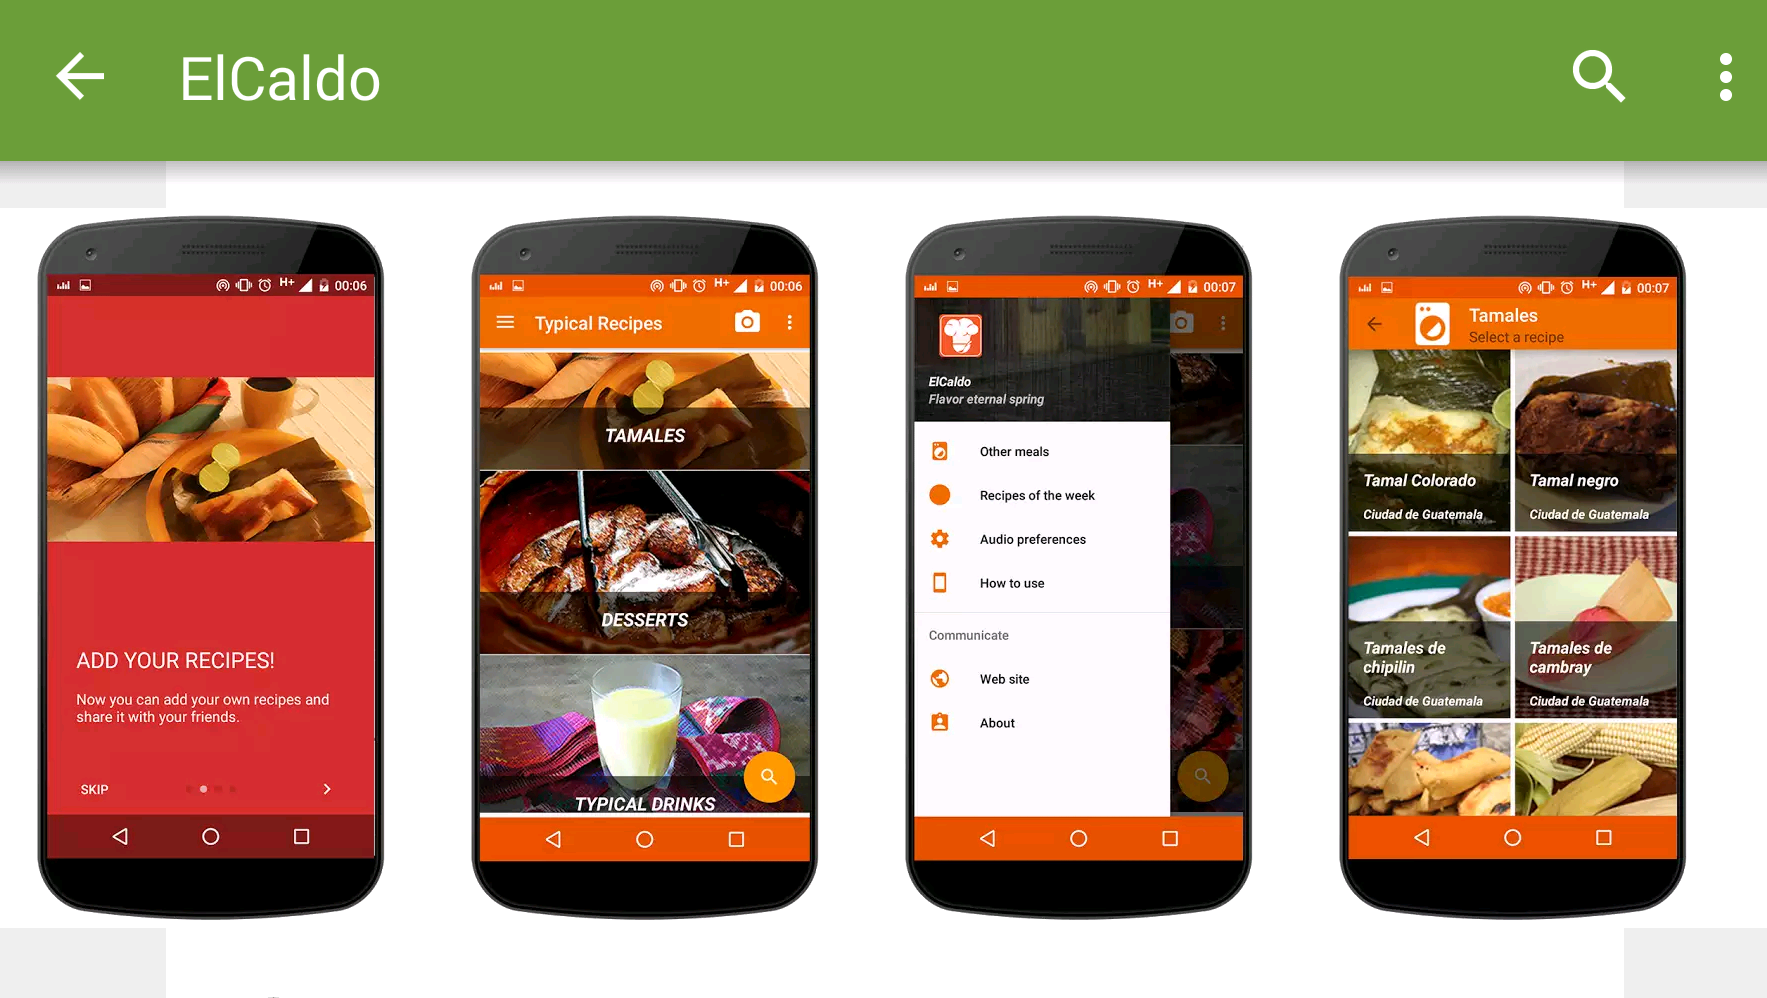 ElCaldo
H+ 00:06
ADD YOUR RECIPES!
Now you can add your own recipes and
share it with your friends.
SKIP
H+ 00:06
Typical Recipes
TAMALES
DESSERTS
TYPICAL DRINKS
H+ 00:07
ElCaldo
Flavor eternal spring
Other meals
Recipes of the week
Audio preferences
How to use
Communicate
Web site
About
H+ 00:07
Tamales
Select a recipe
Tamal Colorado
Ciudad de Guatemala
Tamal negro
Ciudad de Guatemala
Tamales de
chipilin
Ciudad de Guatemala
Tamales de
cambray
Ciudad de Guatemala